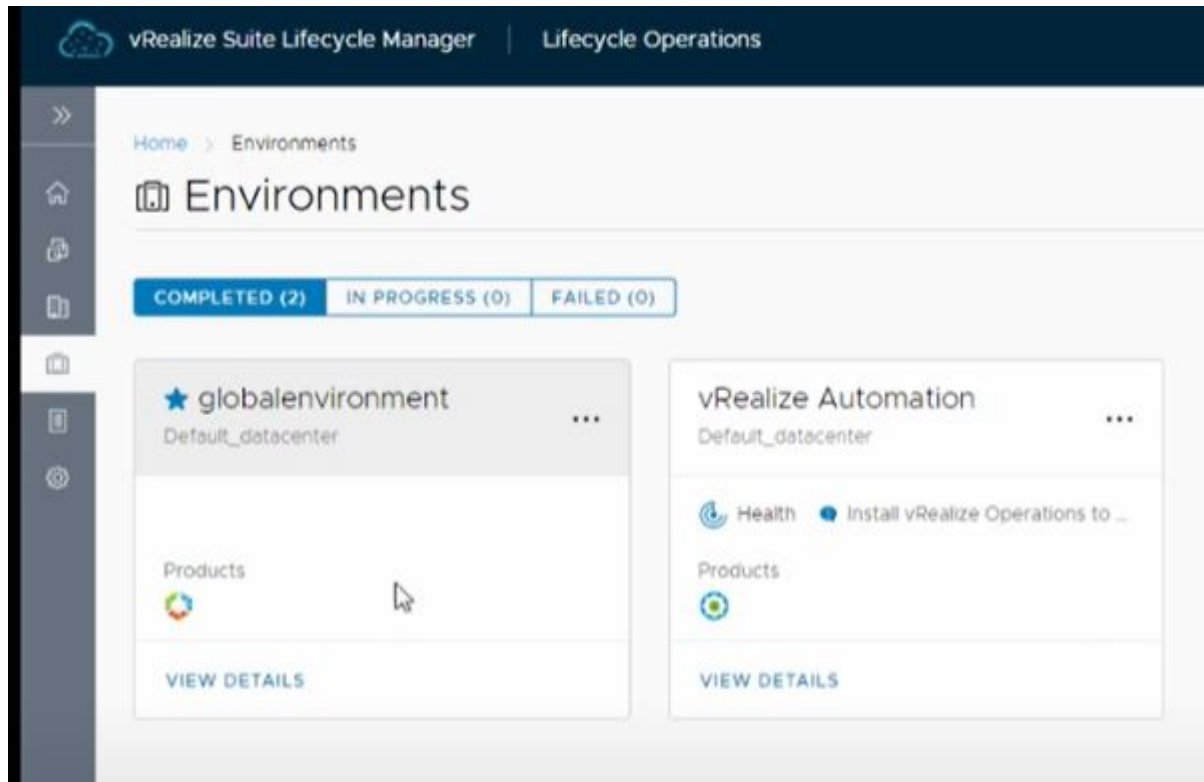 vRealize Suite Lifecycle Manager | Lifecycle Operations
Home > Environments
Environments
COMPLETED (2) IN PROGRESS (0) FAILED (0)
globalenvironment
Default_datacenter
Products
VIEW DETAILS
vRealize Automation
Default_datacenter
Health Install vRealize Operations to ...
Products
VIEW DETAILS